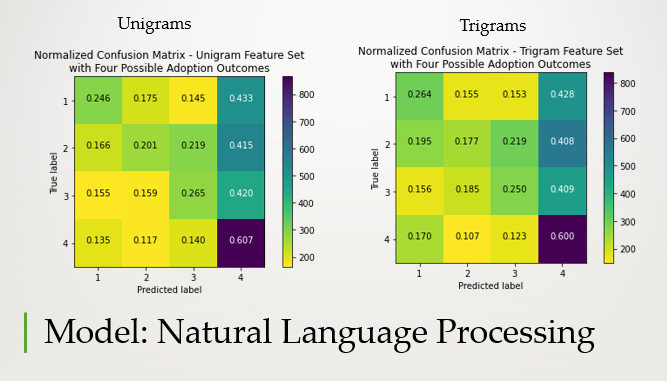 Unigrams
Normalized Confusion Matrix - Unigram Feature Set
with Four Possible Adoption Outcomes
True label
1 0.246 0.175 0.145 0.433
2 0.166 0.201 0.219 0.415
3 0.155 0.159 0.265 0.420
4 0.135 0.117 0.140 0.607
1 2 3 4
Predicted label
800
700
600
500
400
300
200
Trigrams
Normalized Confusion Matrix - Trigram Feature Set
with Four Possible Adoption Outcomes
True label
1 0.264 0.155 0.153 0.428
2 0.195 0.177 0.219 0.408
3 0.156 0.185 0.250 0.409
4 0.170 0.107 0.123 0.600
1 2 3 4
Predicted label
800
700
600
500
400
300
200
Model: Natural Language Processing